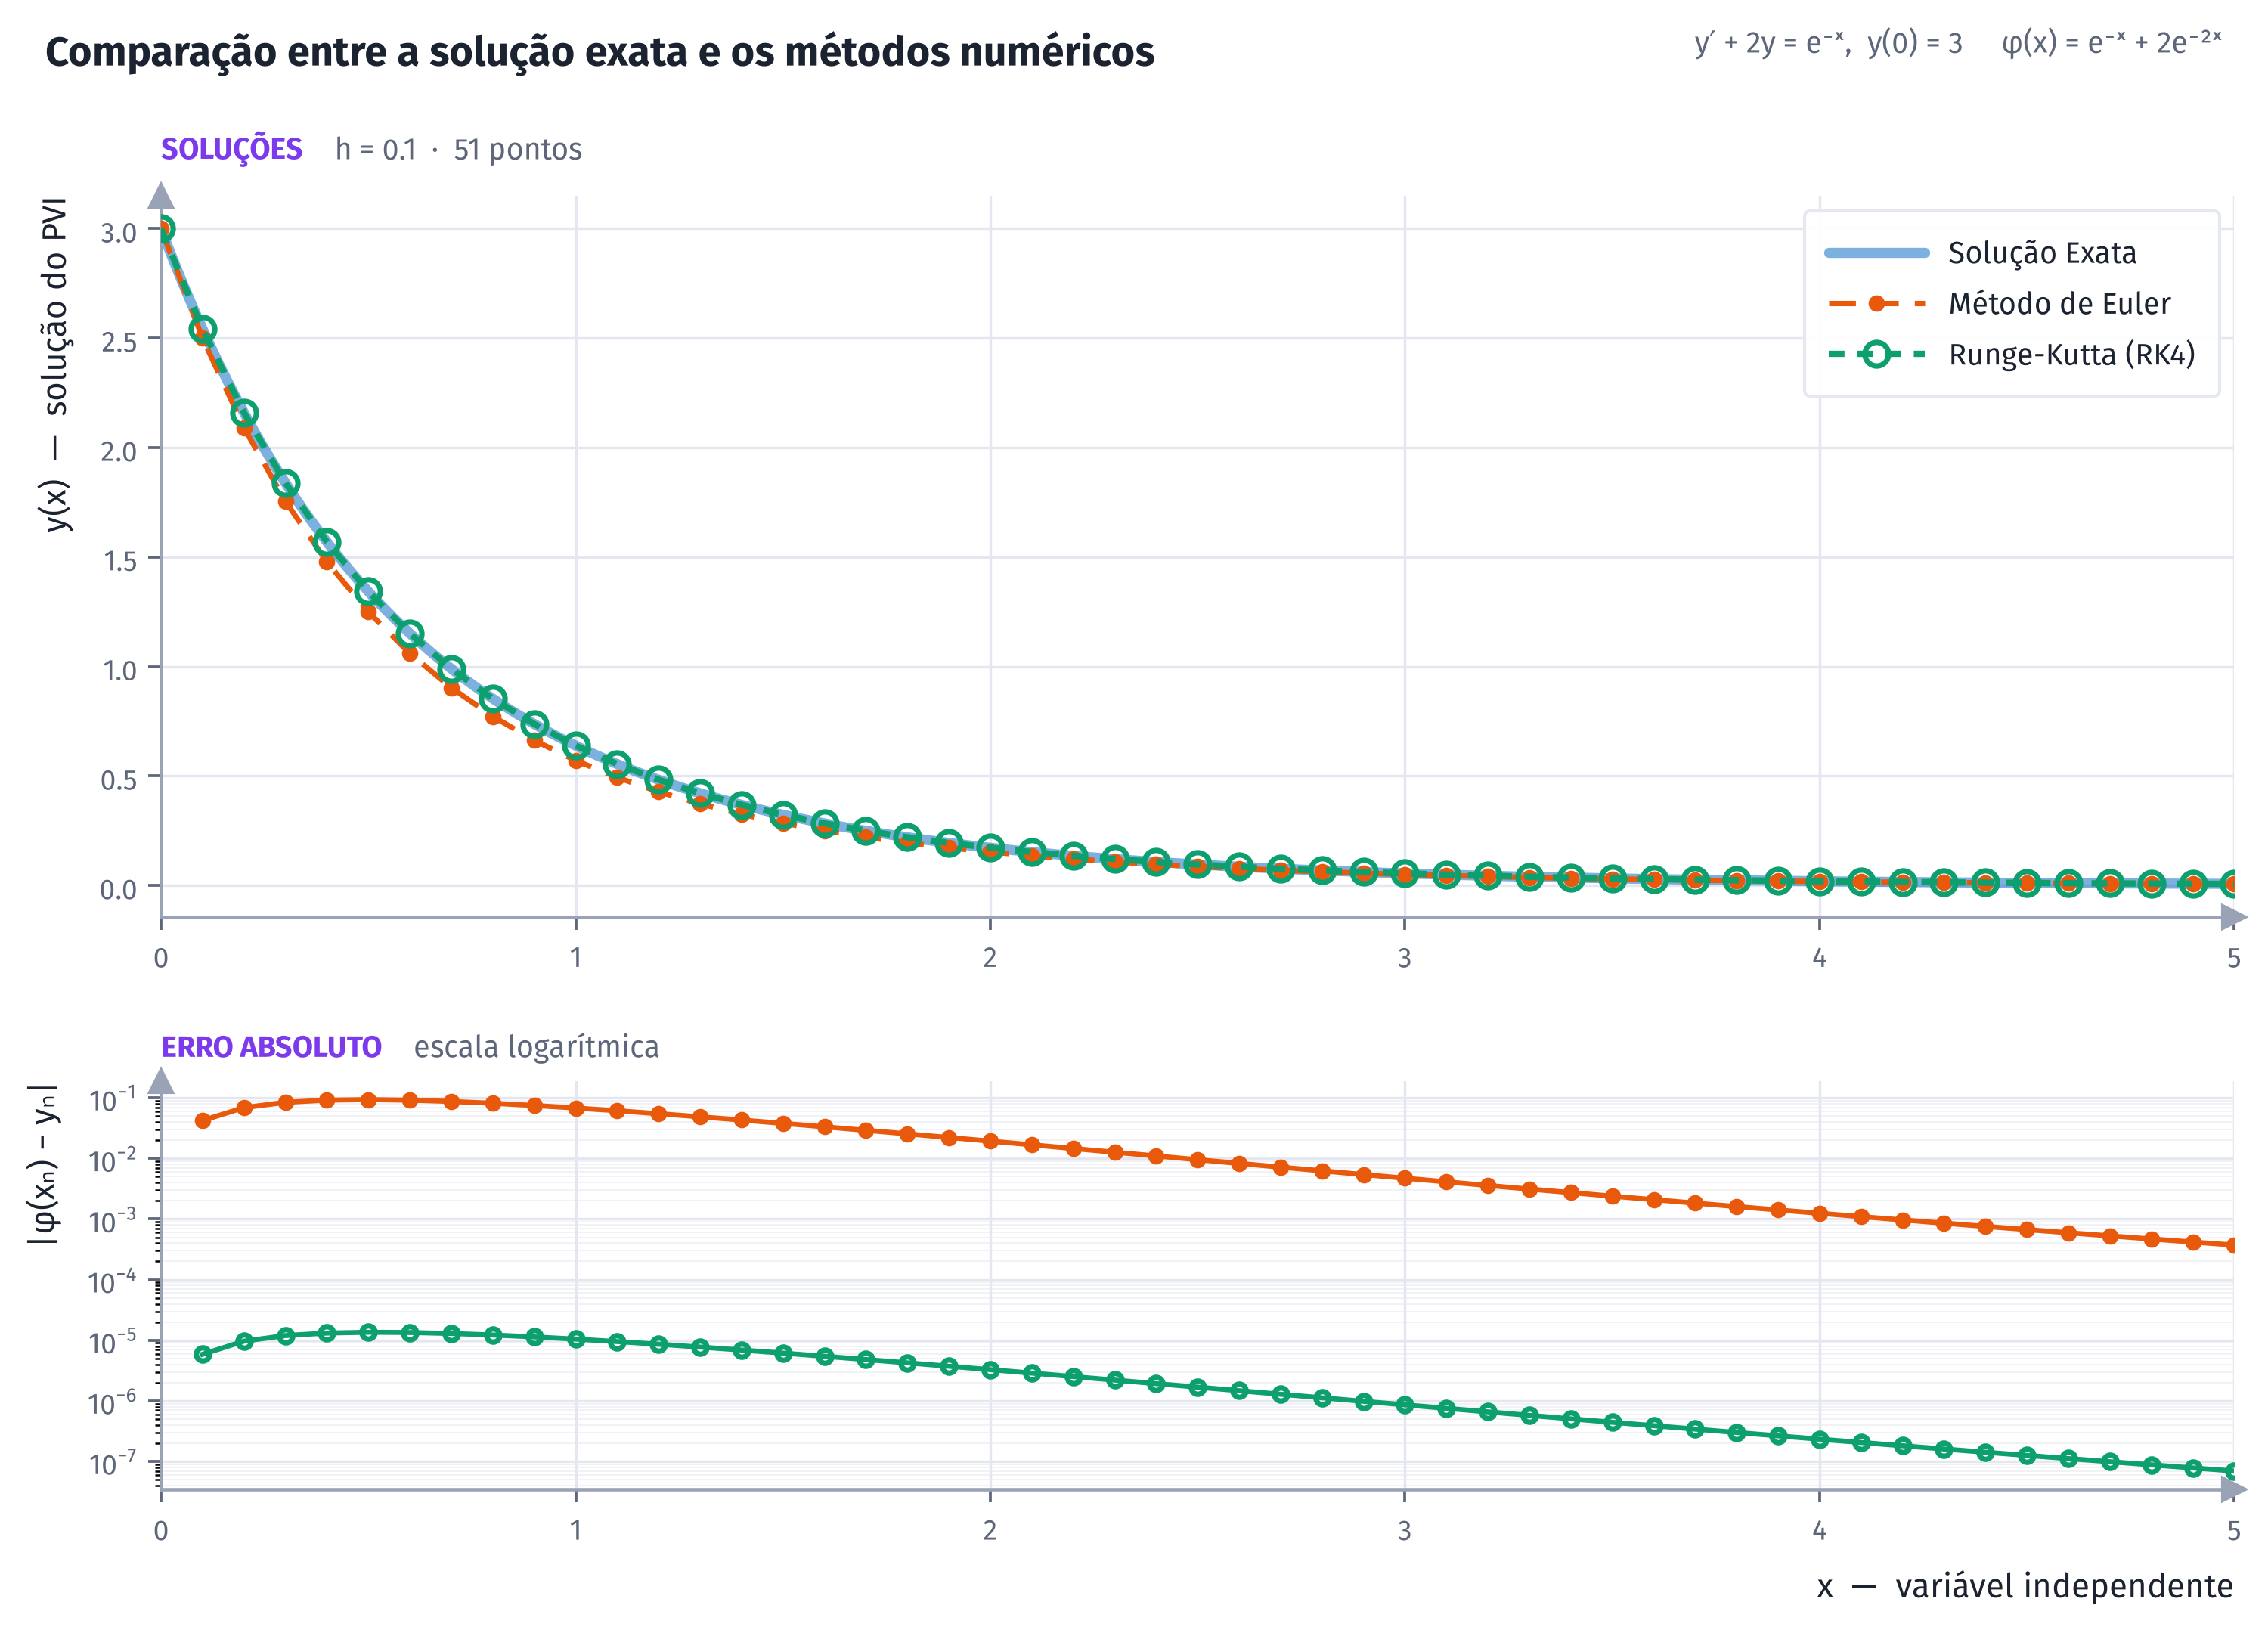 Comparação entre a solução exata e os métodos numéricos
y′ + 2y = e⁻ˣ, y(0) = 3 φ(x) = e⁻ˣ + 2e⁻²ˣ
SOLUÇÕES h = 0.1 · 51 pontos
y(x) — solução do PVI
3.0
2.5
2.0
1.5
1.0
0.5
0.0
Solução Exata
Método de Euler
Runge-Kutta (RK4)
0 1 2 3 4 5
ERRO ABSOLUTO escala logarítmica
|φ(xₙ) − yₙ|
10⁻¹
10⁻²
10⁻³
10⁻⁴
10⁻⁵
10⁻⁶
10⁻⁷
0 1 2 3 4 5
x — variável independente